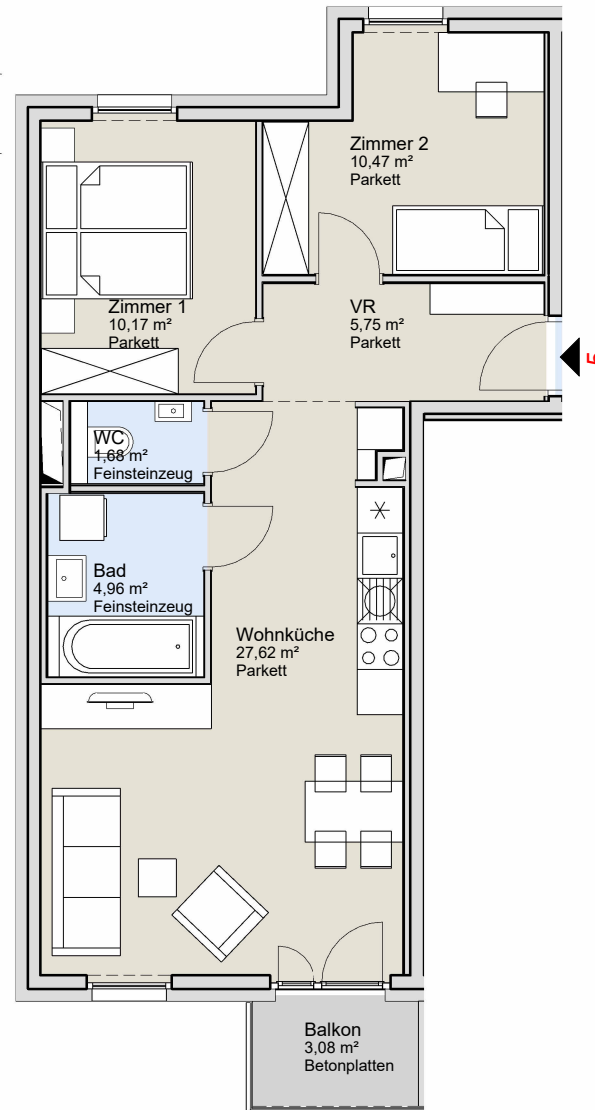 Zimmer 2
10,47 m²
Parkett
Zimmer 1
10,17 m²
Parkett
VR
5,75 m²
Parkett
WC
1,68 m²
Feinsteinzeug
Bad
4,96 m²
Feinsteinzeug
Wohnküche
27,62 m²
Parkett
Balkon
3,08 m²
Betonplatten